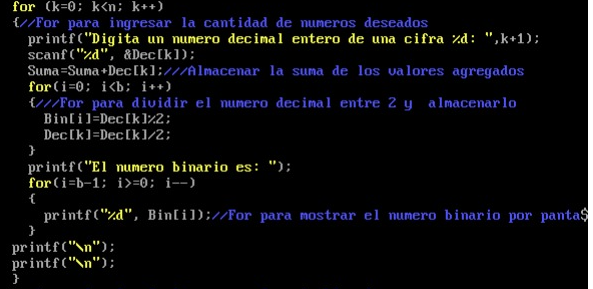 for (k=0; k<n; k++)
{//For para ingresar la cantidad de numeros deseados
printf("Digita un numero decimal entero de una cifra %d: ",k+1);
scanf("%d", &Dec[k]);
Suma=Suma+Dec[k];///Almacenar la suma de los valores agregados
for(i=0; i<b; i++)
{///For para dividir el numero decimal entre 2 y  almacenarlo
Bin[i]=Dec[k]%2;
Dec[k]=Dec[k]/2;
}
printf("El numero binario es: ");
for(i=b-1; i>=0; i--)
{
printf("%d", Bin[i]);//For para mostrar el numero binario por panta$
}
printf("\n");
printf("\n");
}